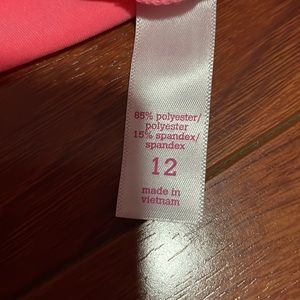 85% polyester/
polyester
15% spandex/
spandex
12
made in
vietnam